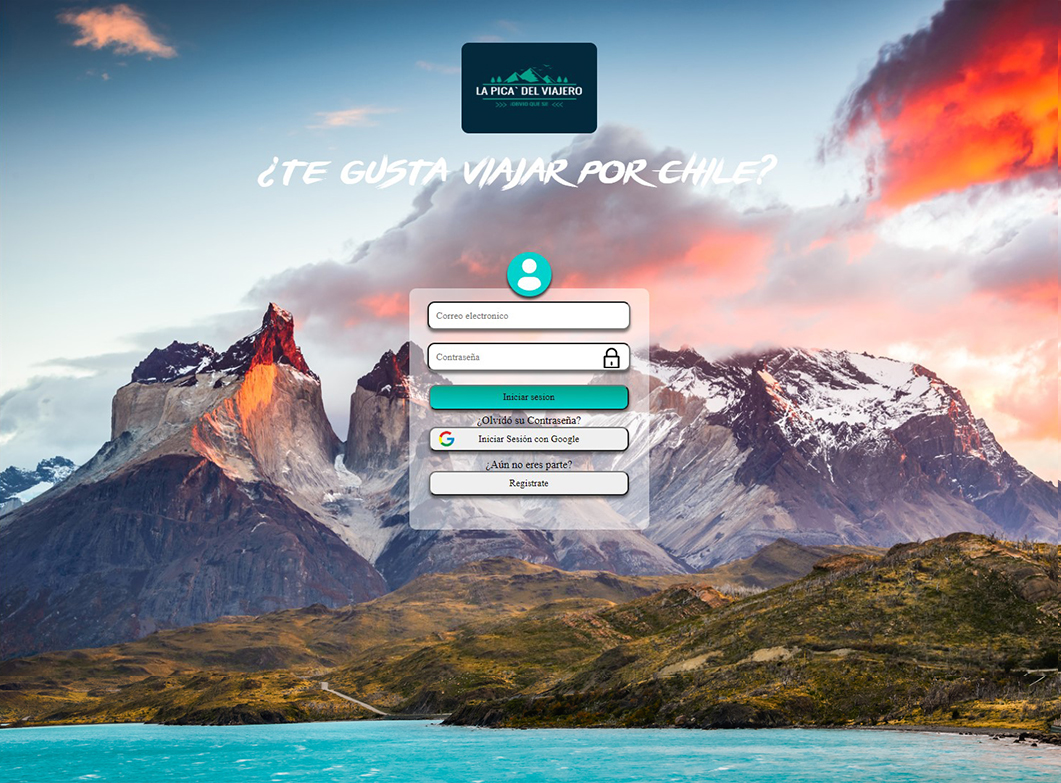 LA PICA` DEL VIAJERO
¿TE GUSTA VIAJAR POR CHILE?
Correo electronico
Contraseña
Iniciar sesion
¿Olvidó su Contraseña?
Iniciar Sesión con Google
¿Aún no eres parte?
Registrate